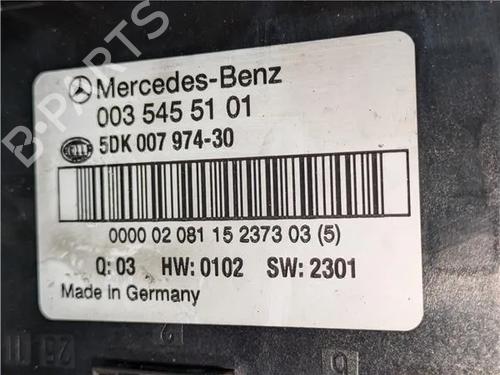 Mercedes-Benz
003 545 51 01
HELLA 5DK 007 974-30
0000 02 081 15 2373 03 (5)
Q: 03 HW: 0102 SW: 2301
Made in Germany
B-PARTS